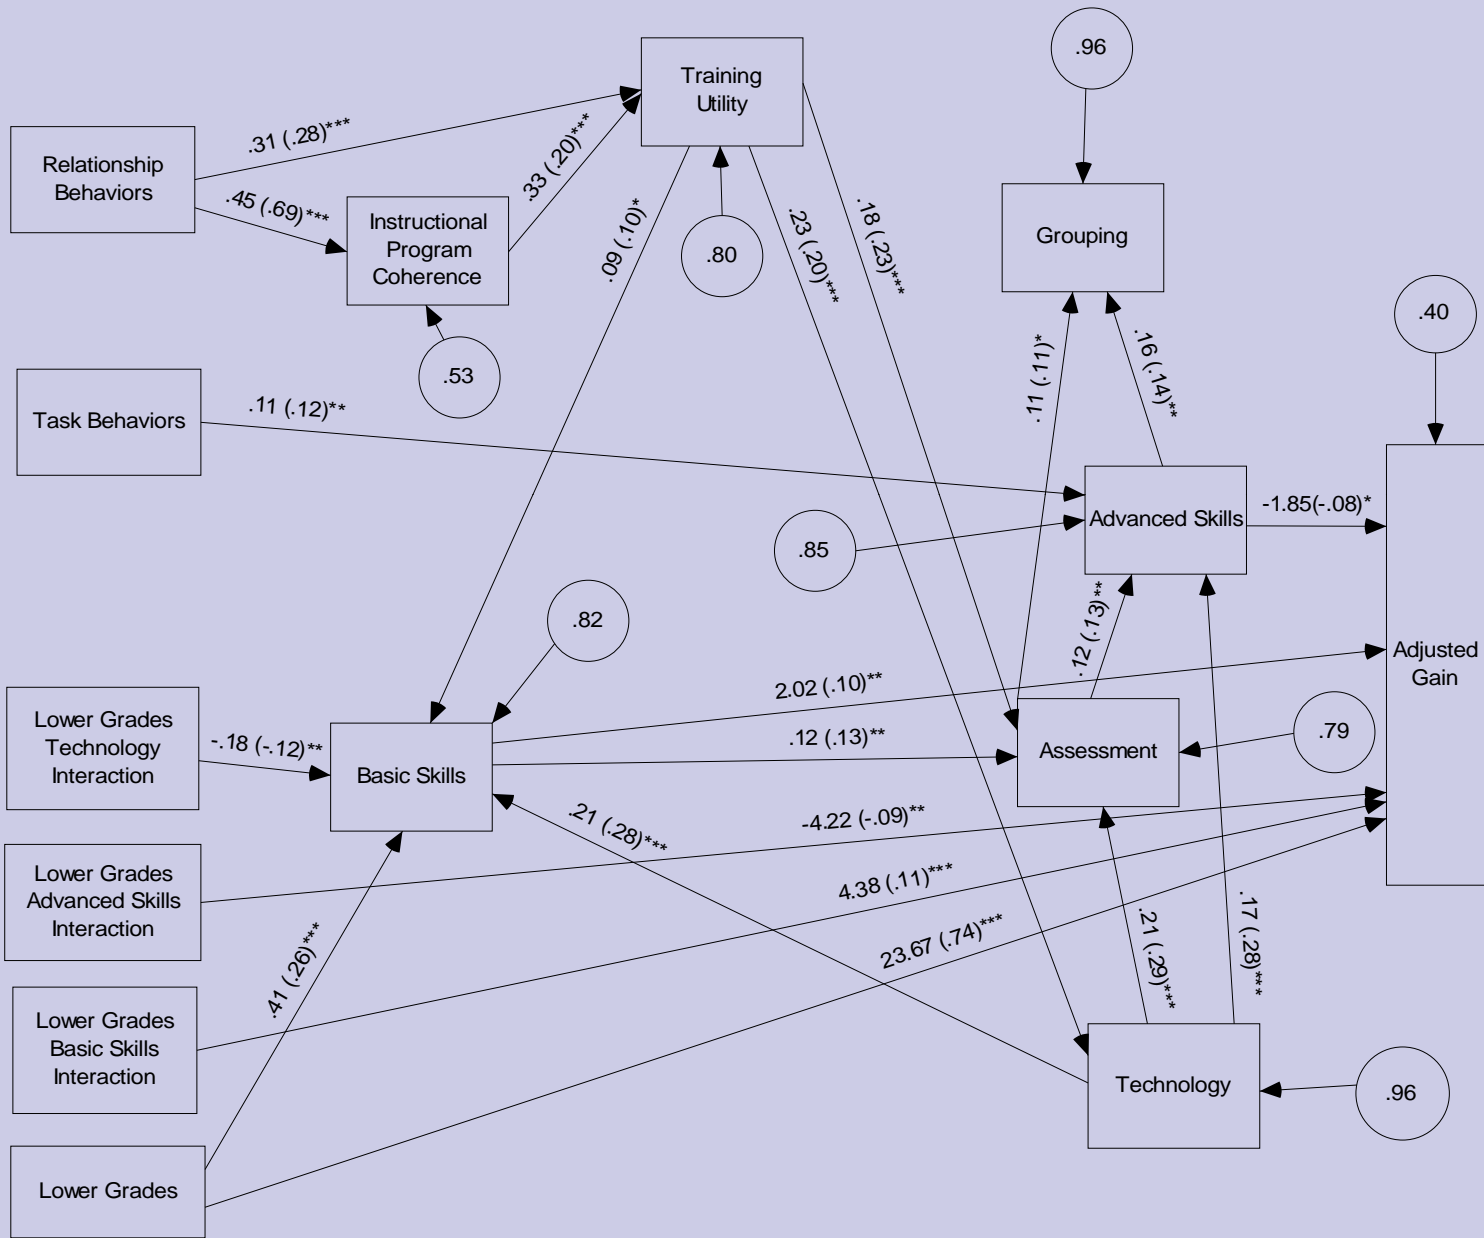 .96
Training
Utility
.31 (.28)***
.33 (.20)***
Relationship
Behaviors
.45 (.69)***
Instructional
Program
Coherence
.09 (.10)*
.80
.23 (.20)***
.18 (.23)***
Grouping
.40
.53
.11 (.11)*
.16 (.14)**
Task Behaviors
.11 (.12)**
Advanced Skills
-1.85(-.08)*
.85
.12 (.13)**
.82
Adjusted
Gain
2.02 (.10)**
Lower Grades
Technology
Interaction
-.18 (-.12)**
Basic Skills
.12 (.13)**
Assessment
.79
.21 (.28)***
-4.22 (-.09)**
Lower Grades
Advanced Skills
Interaction
4.38 (.11)***
.41 (.26)***
23.67 (.74)***
.21 (.29)***
.17 (.28)***
Lower Grades
Basic Skills
Interaction
Technology
.96
Lower Grades